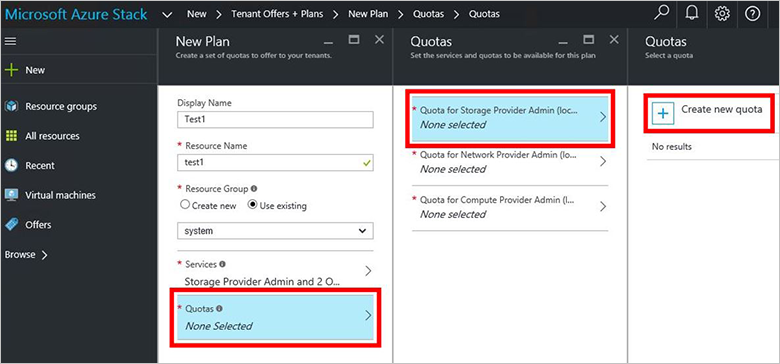 Microsoft Azure Stack
New > Tenant Offers + Plans > New Plan > Quotas > Quotas
New
Resource groups
All resources
Recent
Virtual machines
Offers
Browse >
New Plan
Create a set of quotas to offer to your tenants.
Display Name
Test1
* Resource Name
test1
* Resource Group
Create new
Use existing
system
* Services
Storage Provider Admin and 2 O...
* Quotas
None Selected
Quotas
Set the services and quotas to be available for this plan
* Quota for Storage Provider Admin (loc...
None selected
* Quota for Network Provider Admin (lo...
None selected
* Quota for Compute Provider Admin (l...
None selected
Quotas
Select a quota
Create new quota
No results